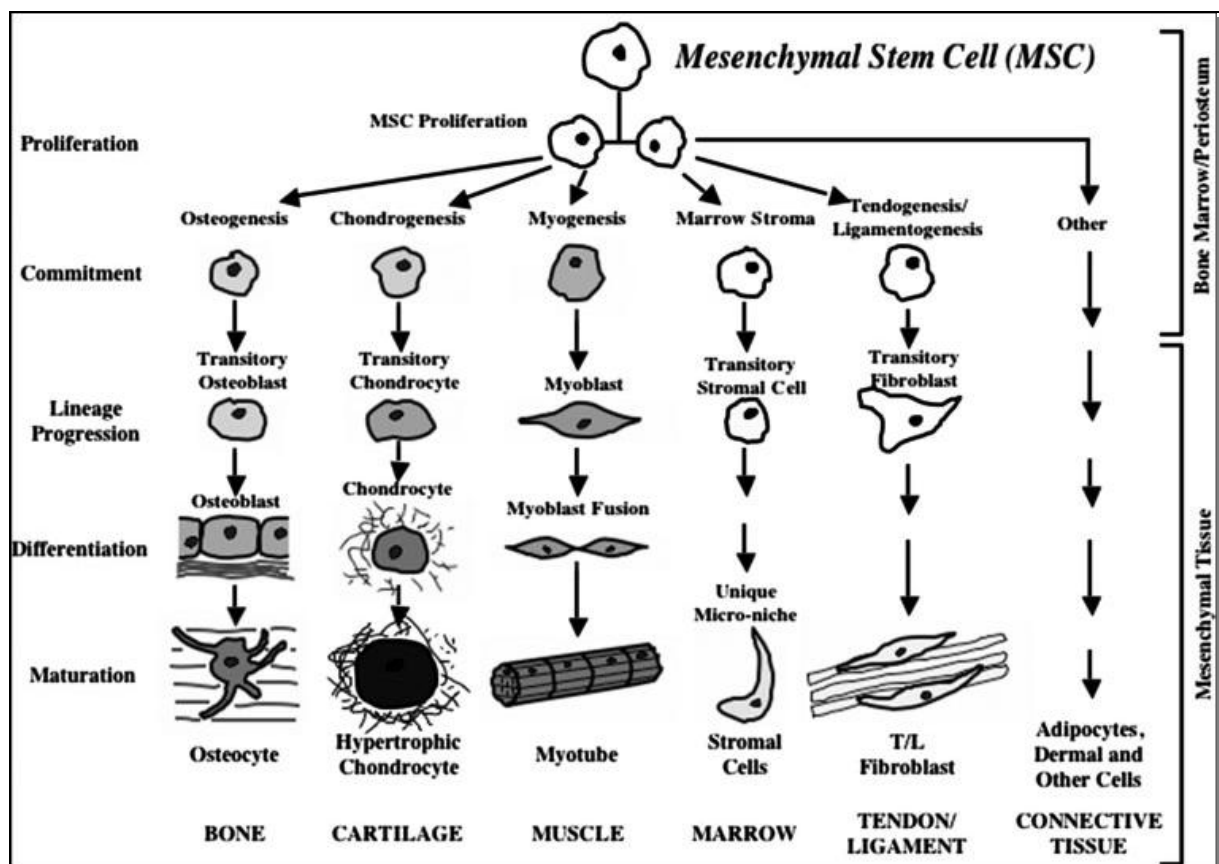 Mesenchymal Stem Cell (MSC)
MSC Proliferation
Proliferation
Osteogenesis
Chondrogenesis
Myogenesis
Marrow Stroma
Tendogenesis/
Ligamentogenesis
Other
Commitment
Transitory
Osteoblast
Transitory
Chondrocyte
Myoblast
Transitory
Stromal Cell
Transitory
Fibroblast
Lineage
Progression
Osteoblast
Chondrocyte
Myoblast Fusion
Differentiation
Unique
Micro-niche
Maturation
Osteocyte
Hypertrophic
Chondrocyte
Myotube
Stromal
Cells
T/L
Fibroblast
Adipocytes,
Dermal and
Other Cells
BONE
CARTILAGE
MUSCLE
MARROW
TENDON/
LIGAMENT
CONNECTIVE
TISSUE
Bone Marrow/Periosteum
Mesenchymal Tissue